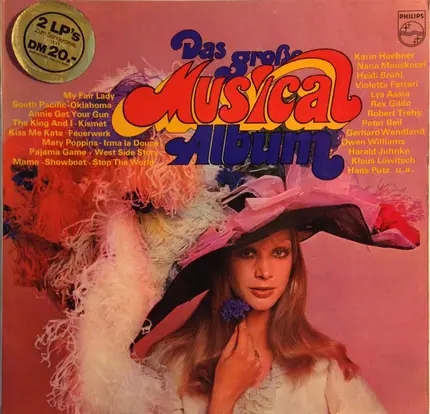 2 LP's
DM 20.-
PHILIPS
Das große
Musical
Album
My Fair Lady
South Pacific · Oklahoma
Annie Get Your Gun
The King And I · Kismet
Kiss Me Kate · Feuerwerk
Mary Poppins · Irma la Douce
Pajama Game · West Side Story
Mame · Showboat · Stop The World
Karin Huebner
Nana Mouskouri
Heidi Brühl
Violetta Ferrari
Lya Assia
Rex Gildo
Robert Trehy
Peter Beil
Gerhard Wendland
Owen Williams
Harald Juhnke
Klaus Löwitsch
Hans Putz u.a.